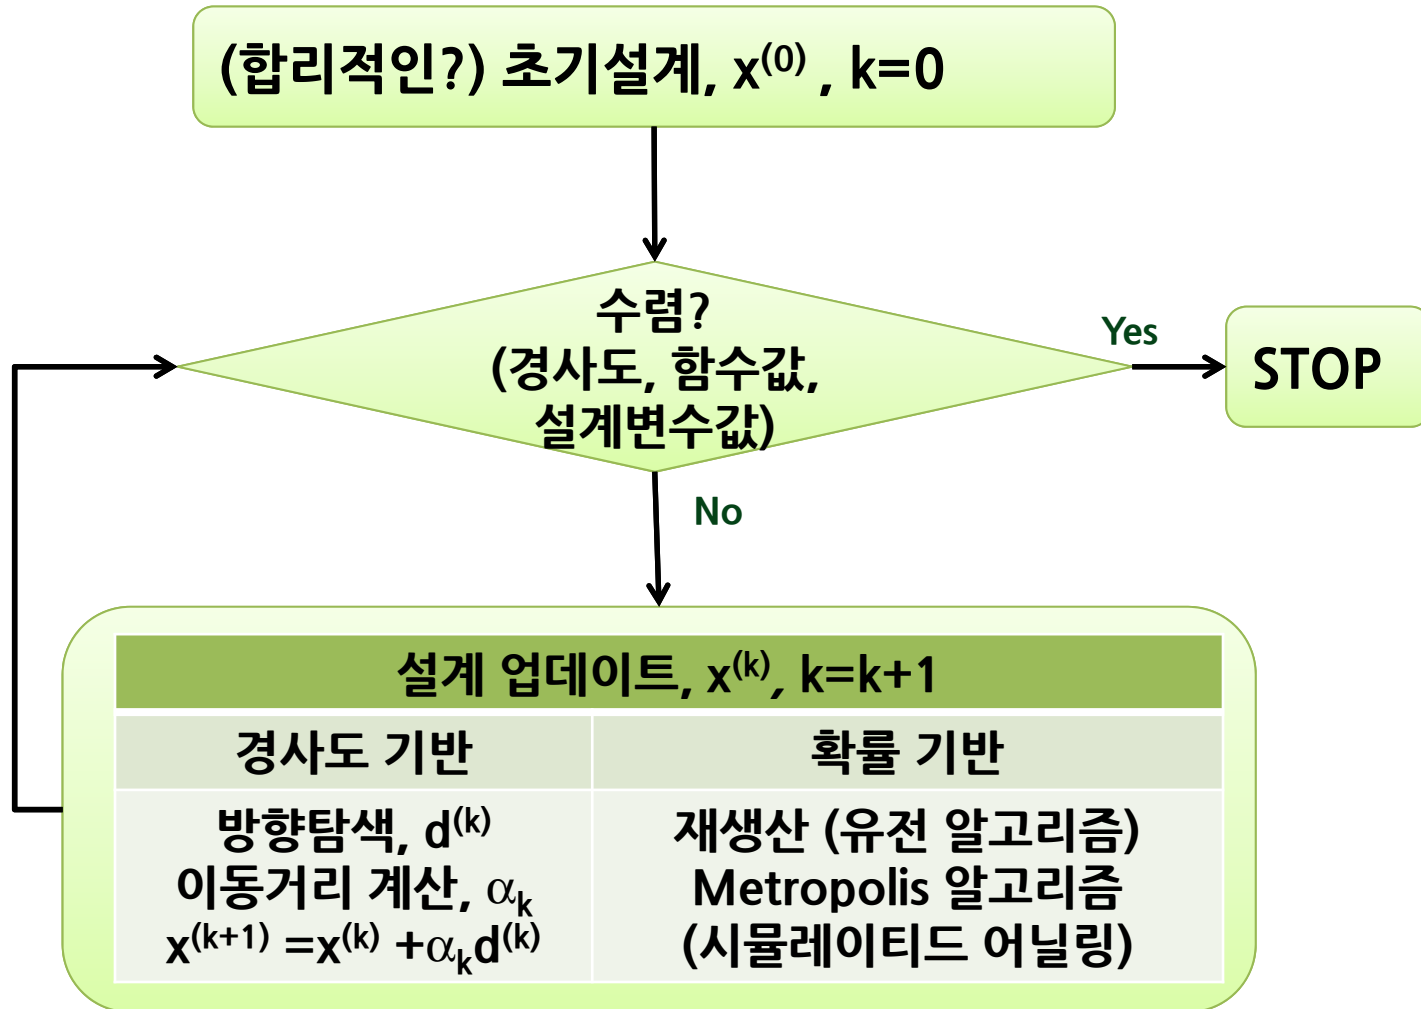 (합리적인?) 초기설계, x(0) , k=0
수렴?
(경사도, 함수값,
설계변수값)
Yes
STOP
No
설계 업데이트, x(k), k=k+1
경사도 기반
확률 기반
방향탐색, d(k)
이동거리 계산, αk
x(k+1) =x(k) +αkd(k)
재생산 (유전 알고리즘)
Metropolis 알고리즘
(시뮬레이티드 어닐링)